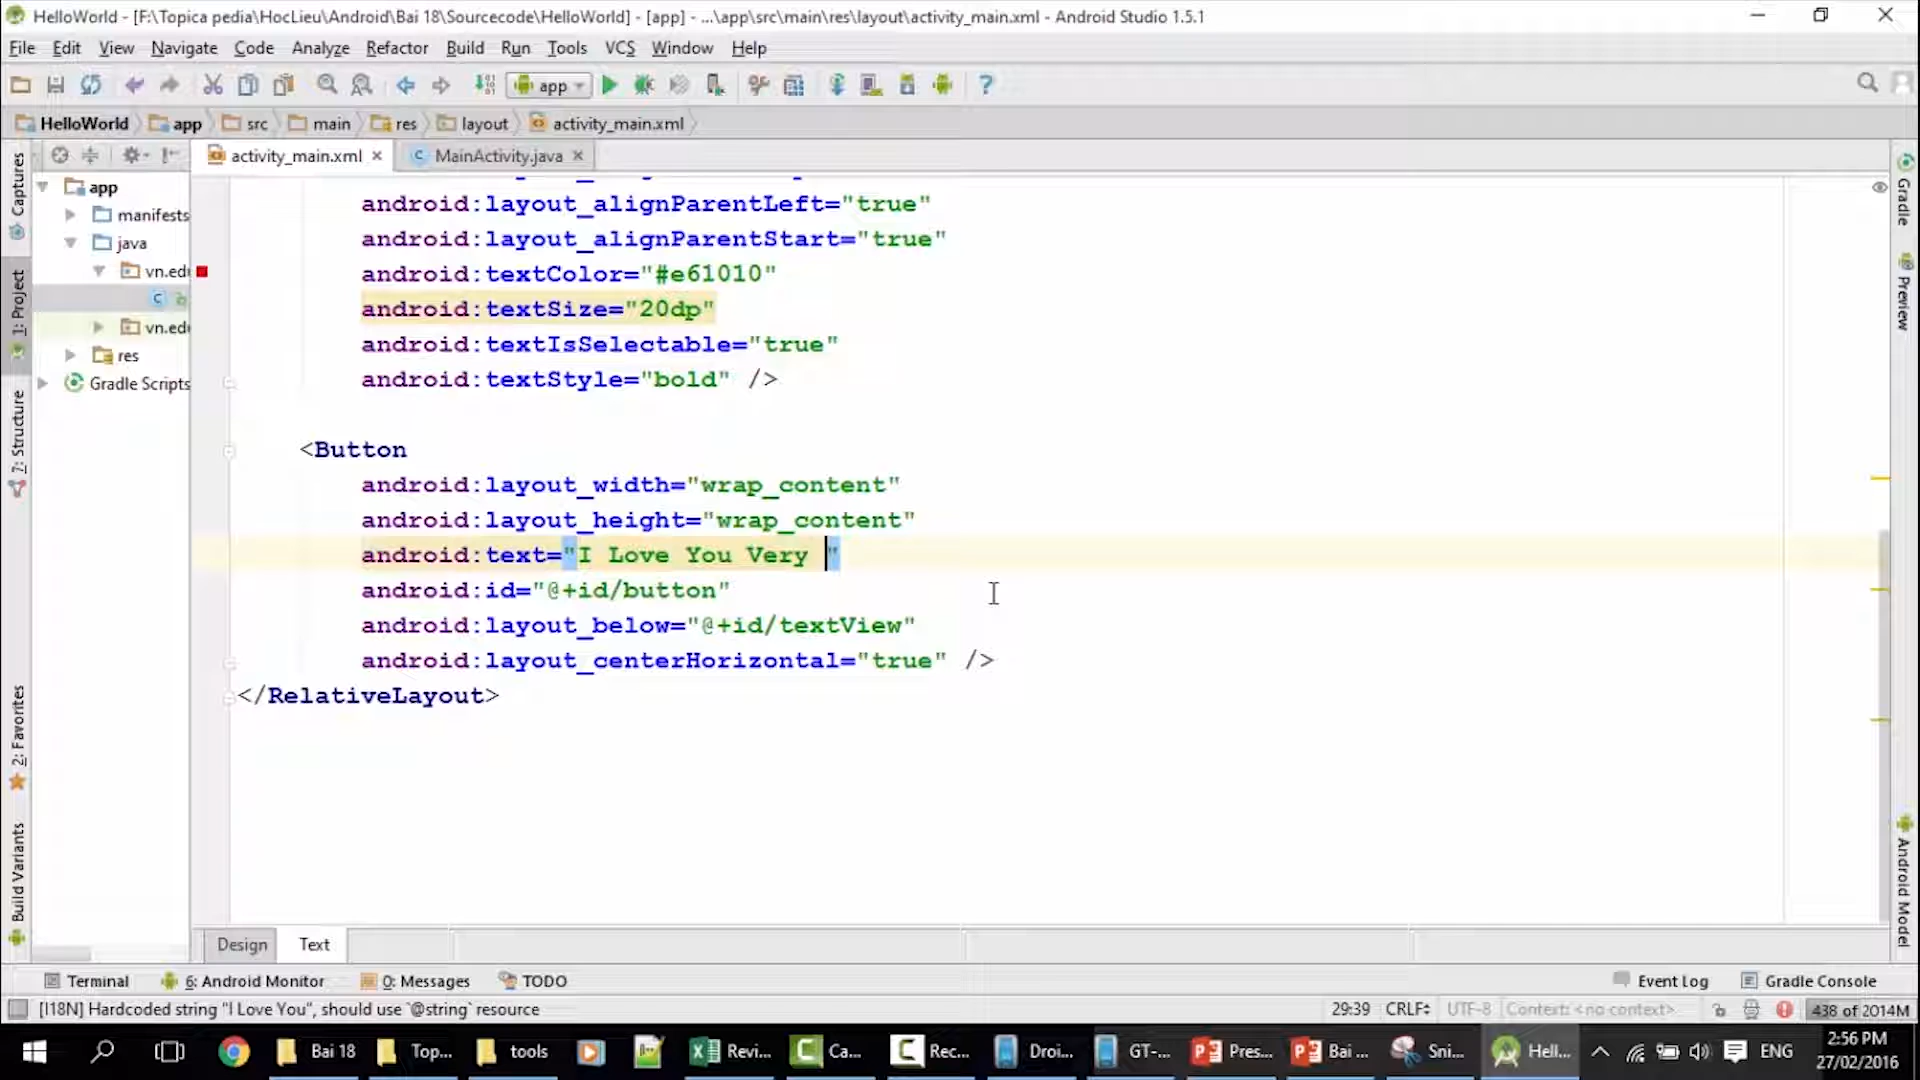 HelloWorld - [F:\Topica pedia\HocLieu\Android\Bai 18\Sourcecode\HelloWorld] - [app] - ...\app\src\main\res\layout\activity_main.xml - Android Studio 1.5.1
File Edit View Navigate Code Analyze Refactor Build Run Tools VCS Window Help
app
HelloWorld app src main res layout activity_main.xml
activity_main.xml MainActivity.java
Captures
1: Project
7: Structure
2: Favorites
Build Variants
app
manifests
java
vn.edu
vn.edu
res
Gradle Scripts
android:layout_alignParentLeft="true"
android:layout_alignParentStart="true"
android:textColor="#e61010"
android:textSize="20dp"
android:textIsSelectable="true"
android:textStyle="bold" />
<Button
android:layout_width="wrap_content"
android:layout_height="wrap_content"
android:text="I Love You Very "
android:id="@+id/button"
android:layout_below="@+id/textView"
android:layout_centerHorizontal="true" />
</RelativeLayout>
Gradle
Preview
Android Model
Design Text
Terminal 6: Android Monitor 0: Messages TODO Event Log Gradle Console
[I18N] Hardcoded string "I Love You", should use `@string` resource 29:39 CRLF UTF-8 Context: <no context> 438 of 2014M
Bai 18 Top... tools Revi... Ca... Rec... Droi... GT-... Pres... Bai ... Sni... Hell... ENG
2:56 PM
27/02/2016